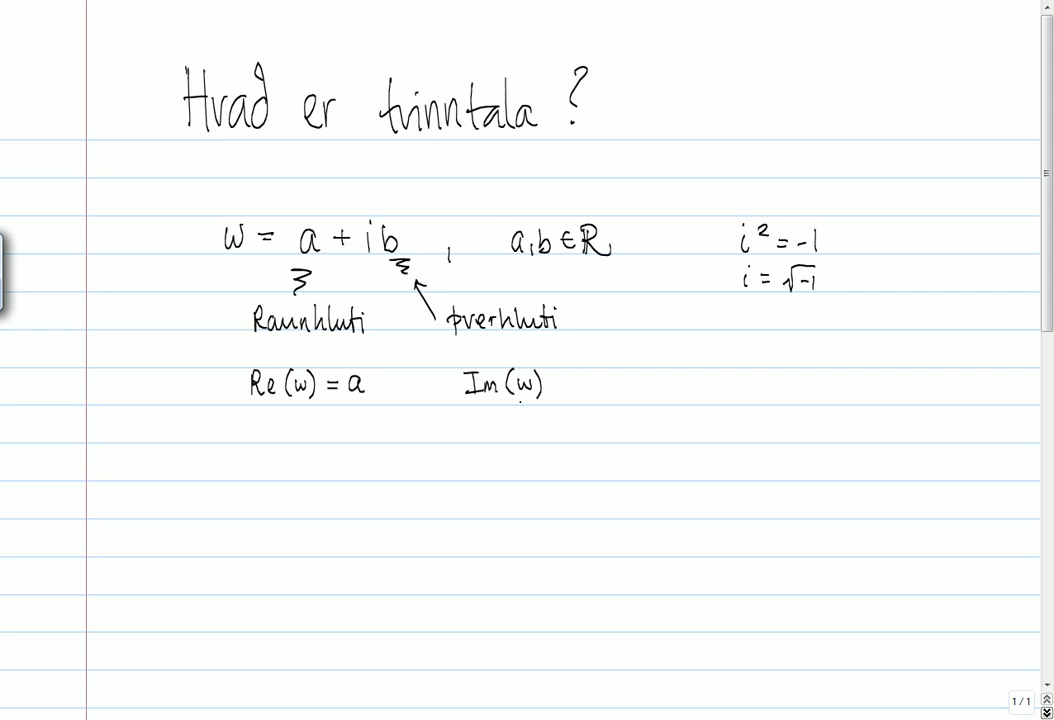 Hvað er tvinntala ?
w = a + ib , a,b ∈ ℝ i² = -1
i = √-1
Raunhluti þverhluti
Re(w) = a Im(w)
1/1